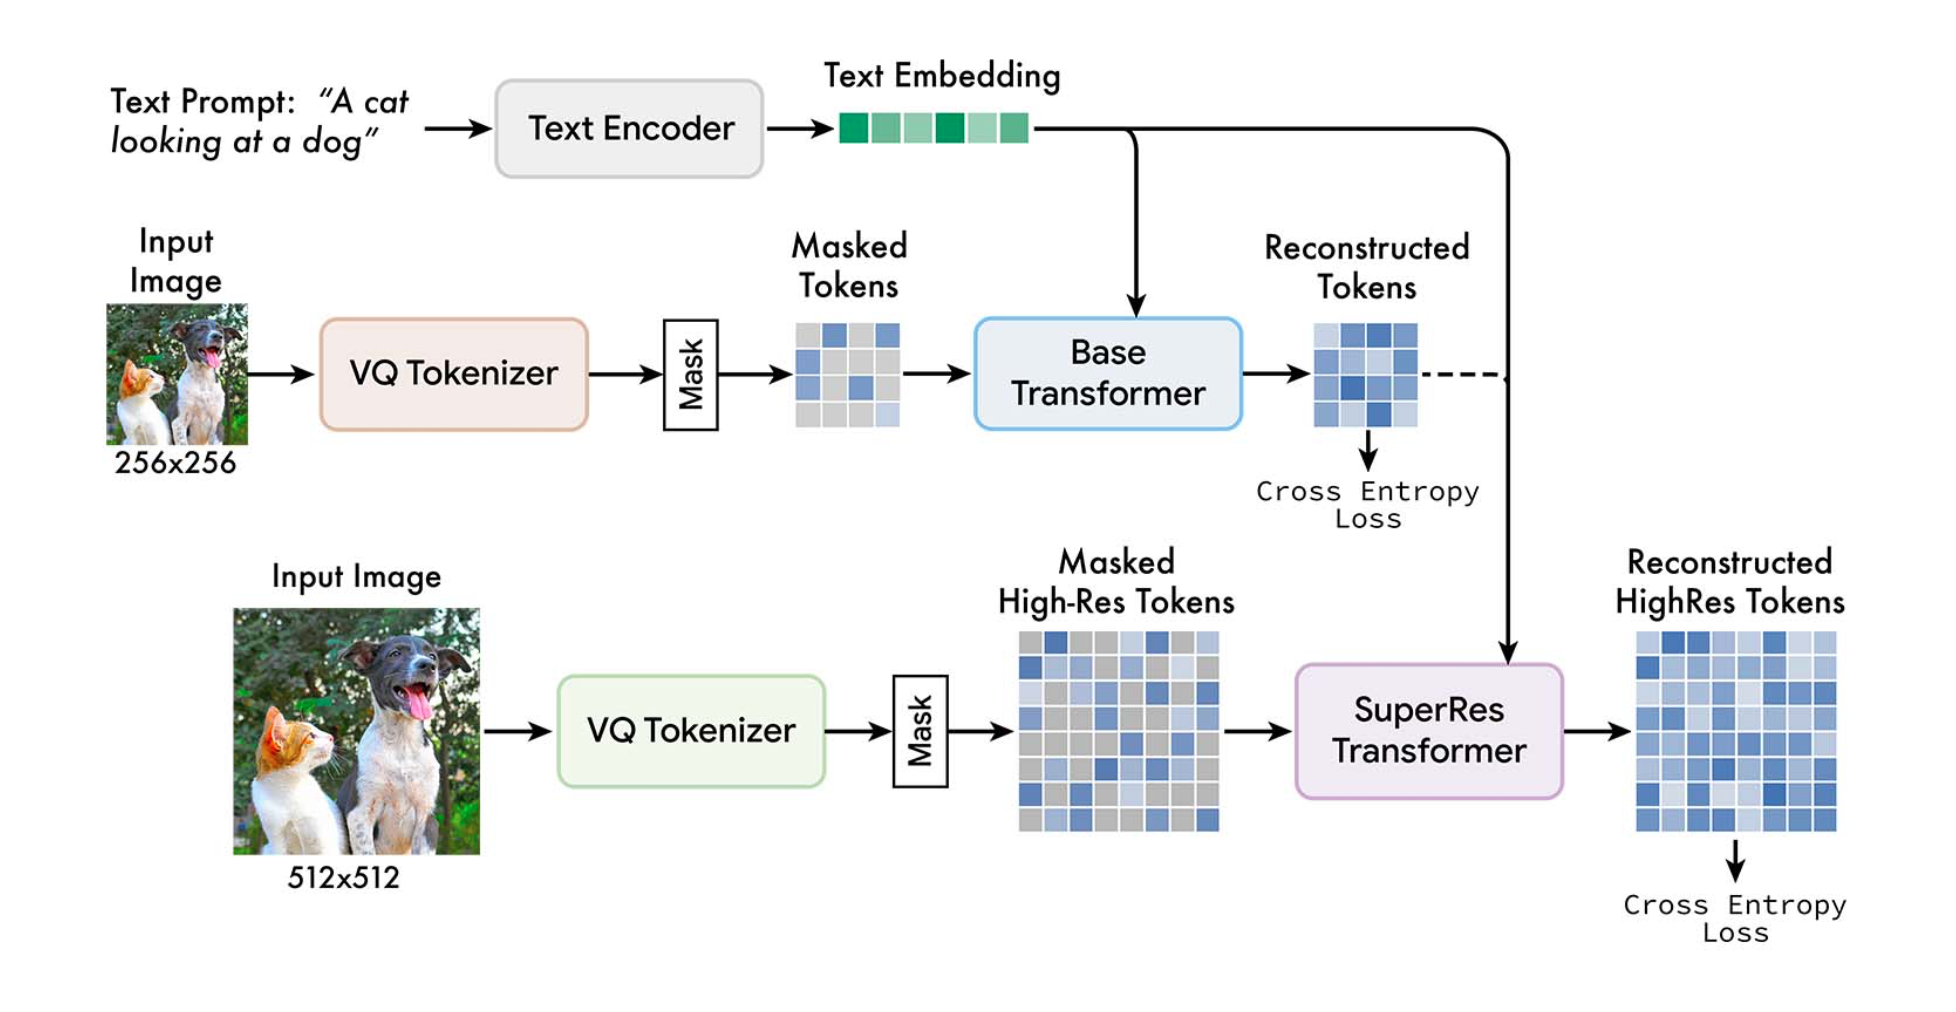 Text Prompt: “A cat
looking at a dog”
Text Encoder
Text Embedding
Input
Image
256x256
VQ Tokenizer
Mask
Masked
Tokens
Base
Transformer
Reconstructed
Tokens
Cross Entropy
Loss
Input Image
512x512
VQ Tokenizer
Mask
Masked
High-Res Tokens
SuperRes
Transformer
Reconstructed
HighRes Tokens
Cross Entropy
Loss